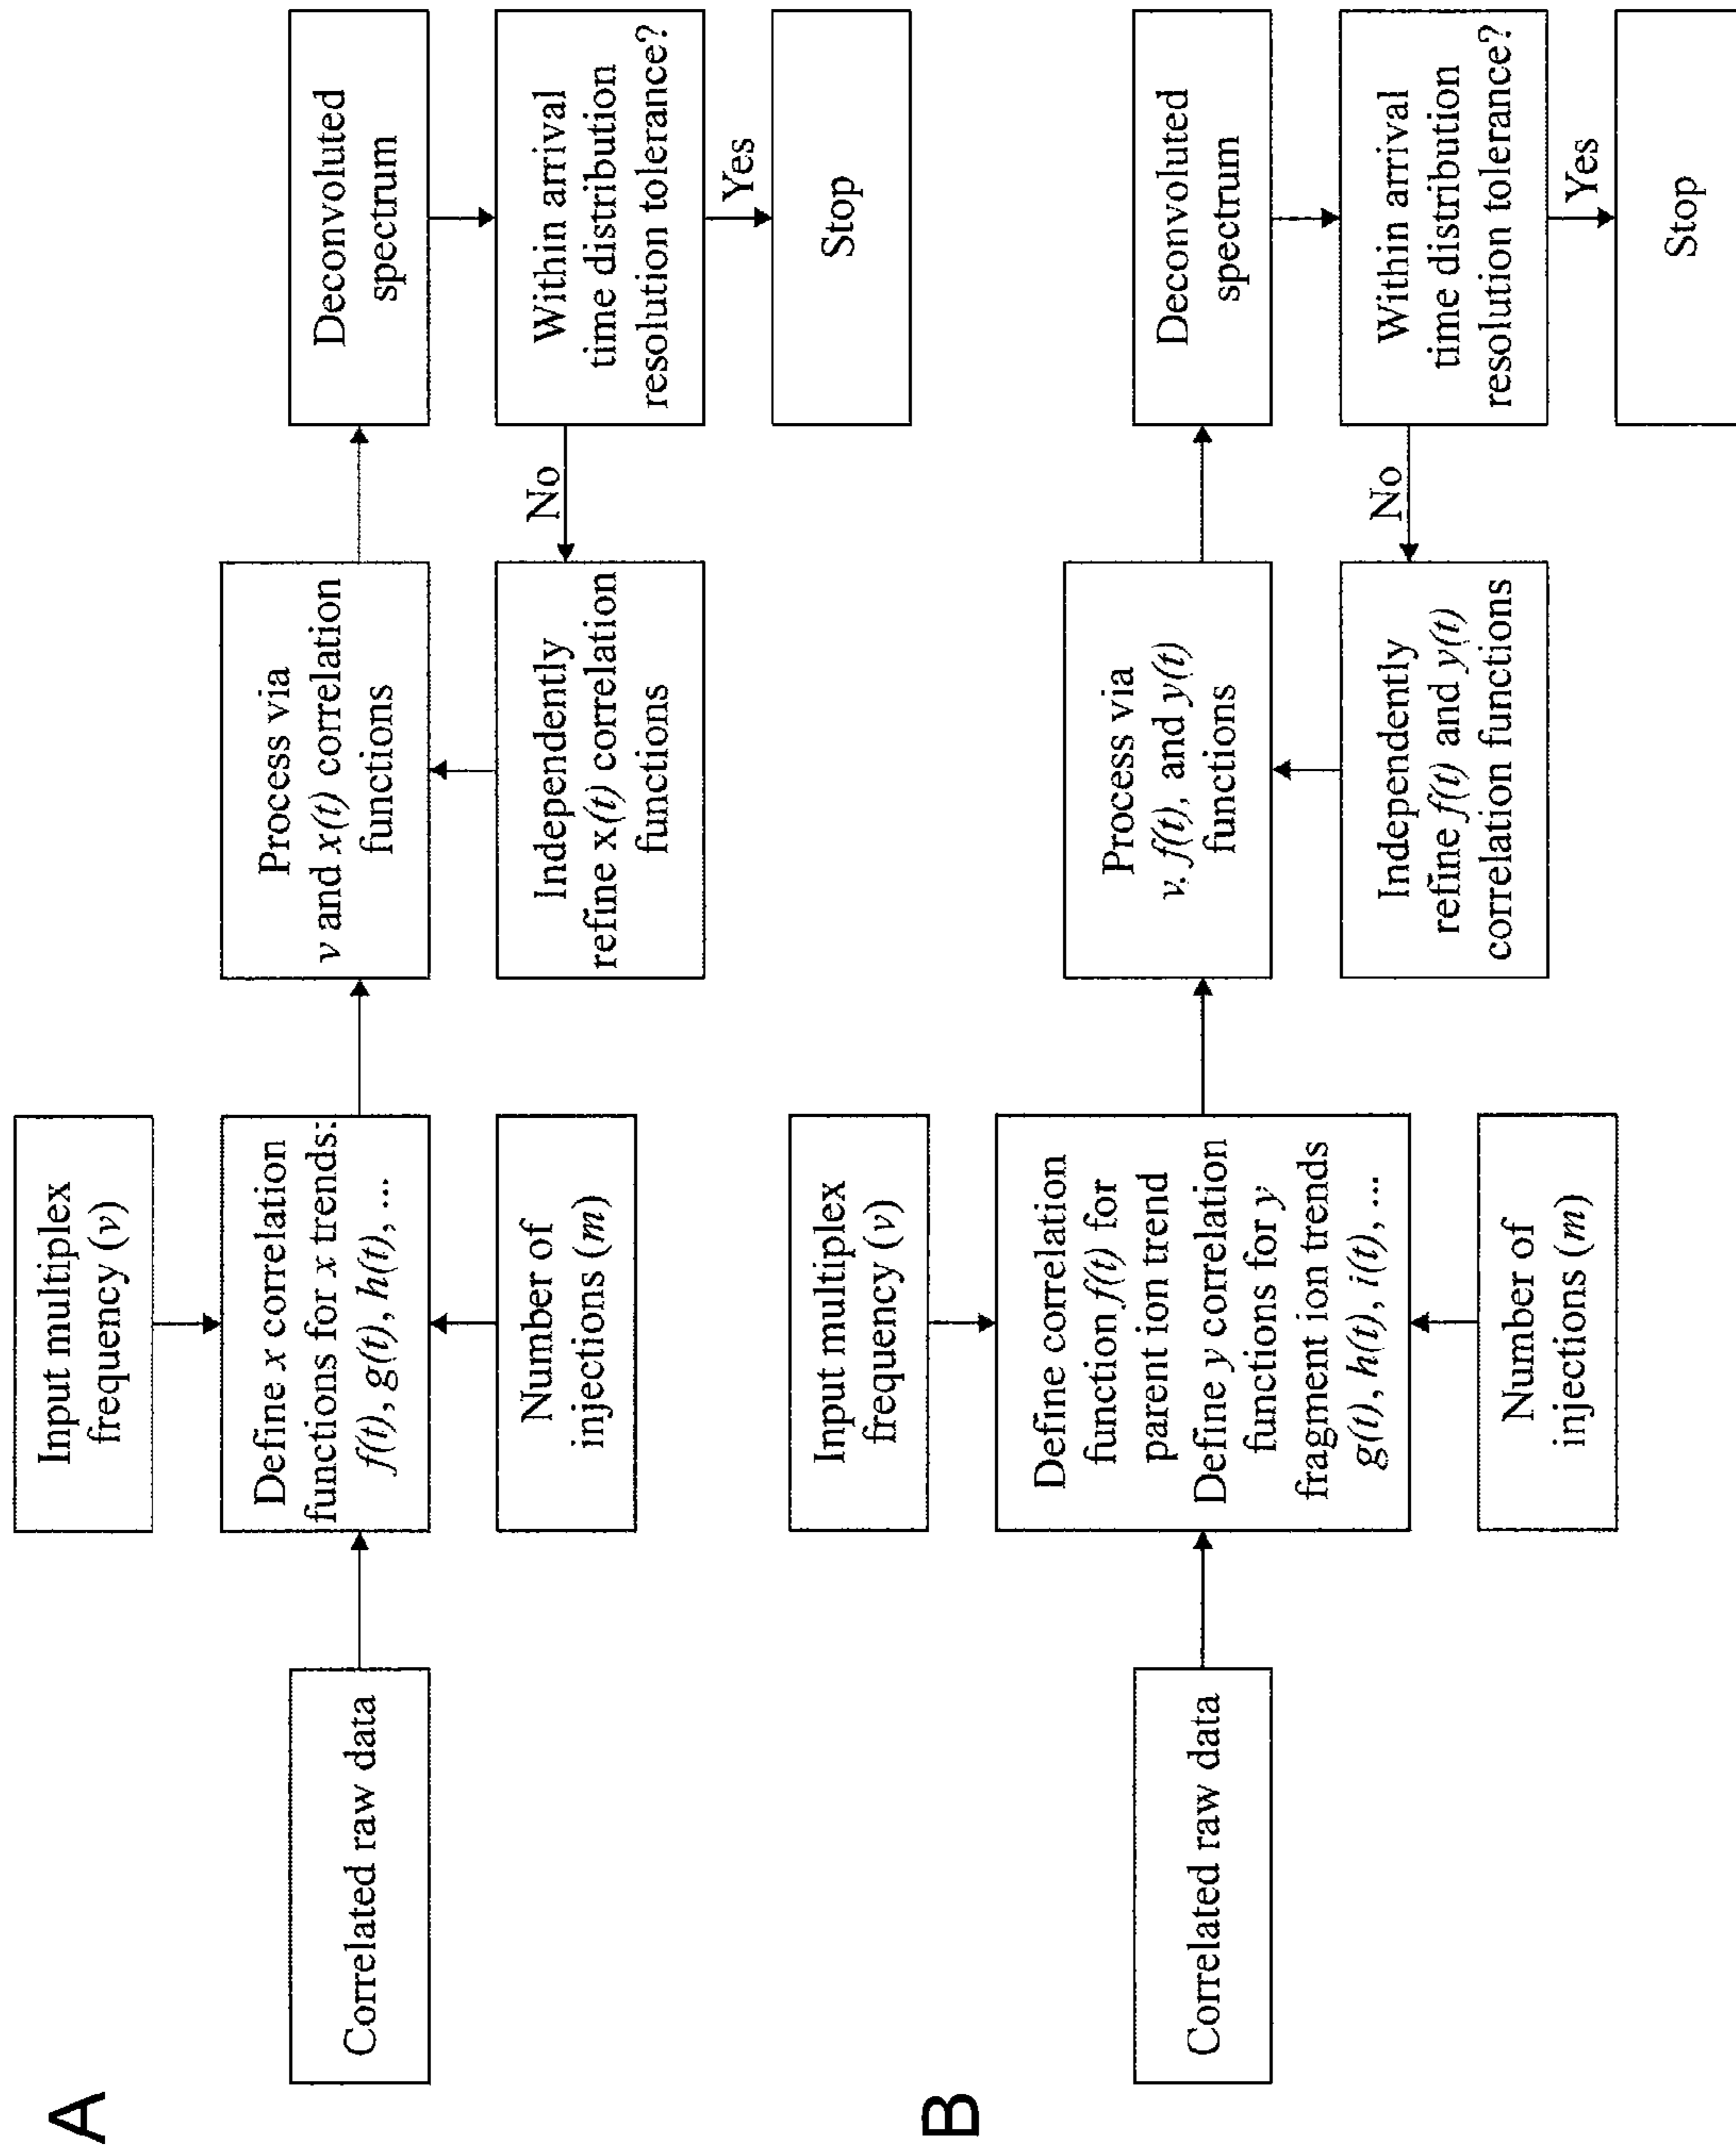 A
Correlated raw data
Input multiplex
frequency (v)
Define x correlation
functions for x trends:
f(t), g(t), h(t), ...
Number of
injections (m)
Process via
v and x(t) correlation
functions
Independently
refine x(t) correlation
functions
Deconvoluted
spectrum
Within arrival
time distribution
resolution tolerance?
No
Yes
Stop
B
Correlated raw data
Input multiplex
frequency (v)
Define correlation
function f(t) for
parent ion trend
Define y correlation
functions for y
fragment ion trends
g(t), h(t), i(t), ...
Number of
injections (m)
Process via
v, f(t), and y(t)
functions
Independently
refine f(t) and y(t)
correlation functions
Deconvoluted
spectrum
Within arrival
time distribution
resolution tolerance?
No
Yes
Stop